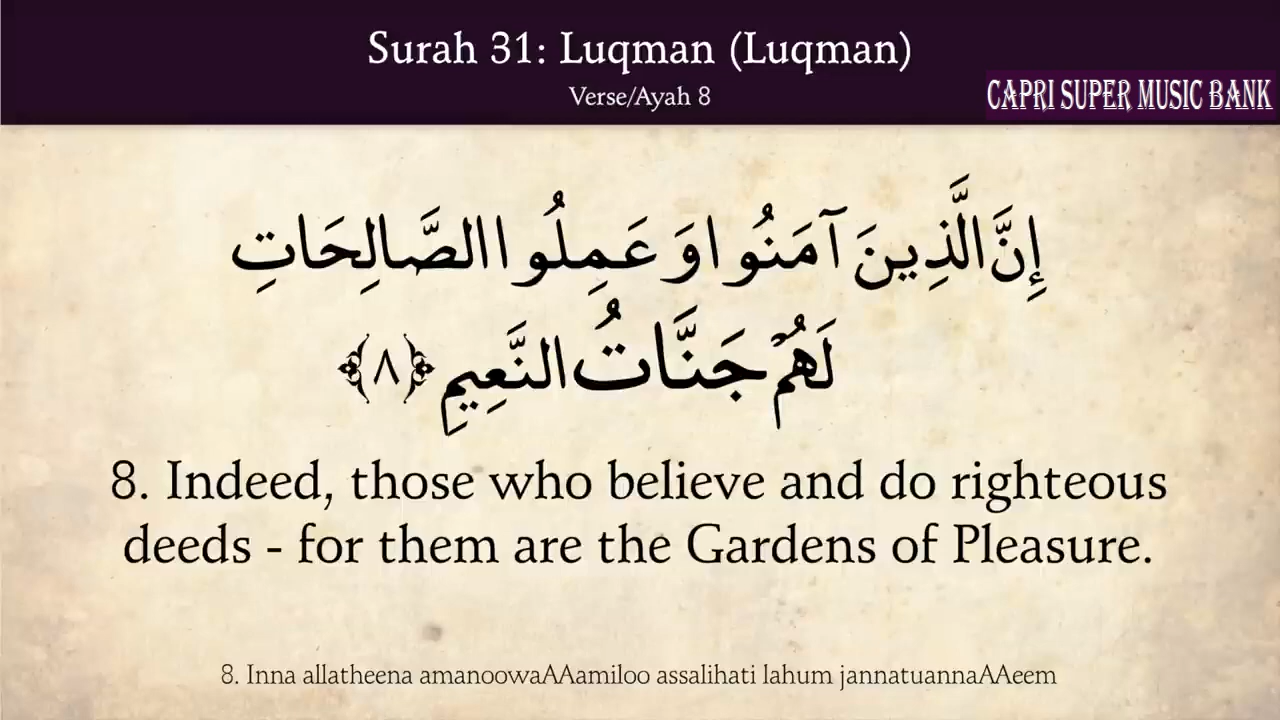 Surah 31: Luqman (Luqman)
Verse/Ayah 8
CAPRI SUPER MUSIC BANK
إِنَّ الَّذِينَ آمَنُوا وَعَمِلُوا الصَّالِحَاتِ
لَهُمْ جَنَّاتُ النَّعِيمِ ﴿٨﴾
8. Indeed, those who believe and do righteous
deeds - for them are the Gardens of Pleasure.
8. Inna allatheena amanoowaAAamiloo assalihati lahum jannatuannaAAeem